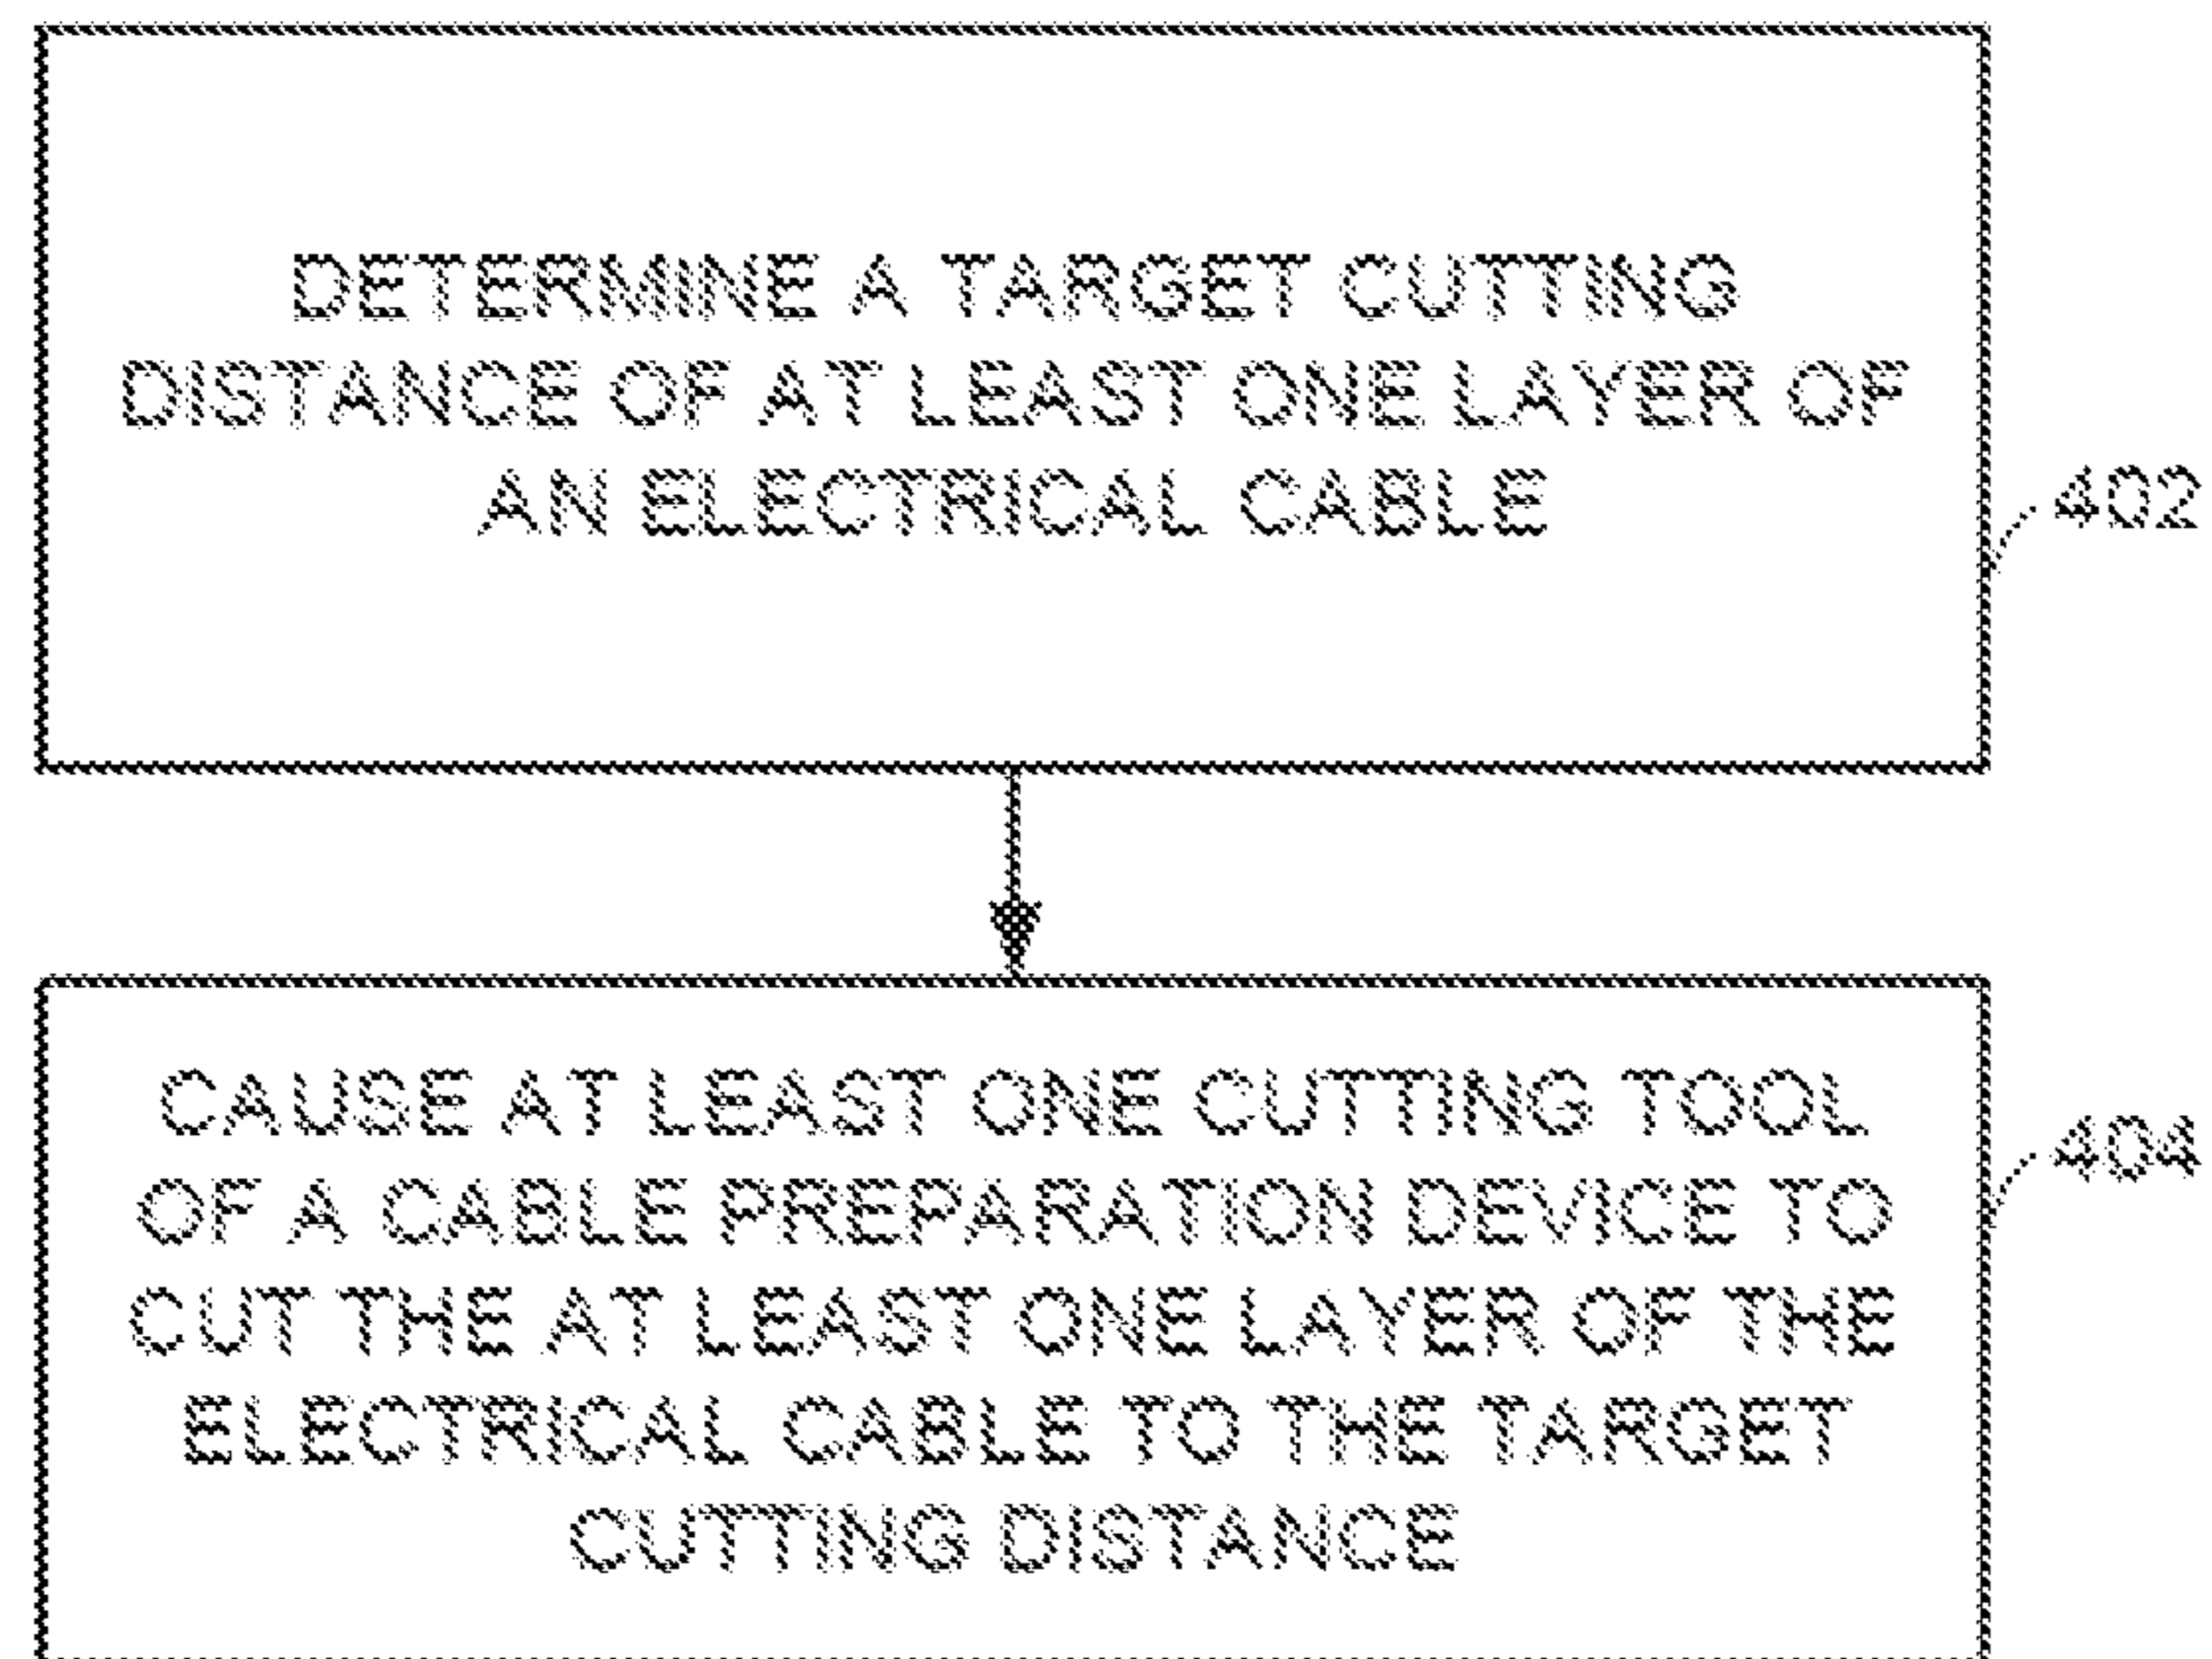 DETERMINE A TARGET CUTTING
DISTANCE OF AT LEAST ONE LAYER OF
AN ELECTRICAL CABLE
402
CAUSE AT LEAST ONE CUTTING TOOL
OF A CABLE PREPARATION DEVICE TO
CUT THE AT LEAST ONE LAYER OF THE
ELECTRICAL CABLE TO THE TARGET
CUTTING DISTANCE
404